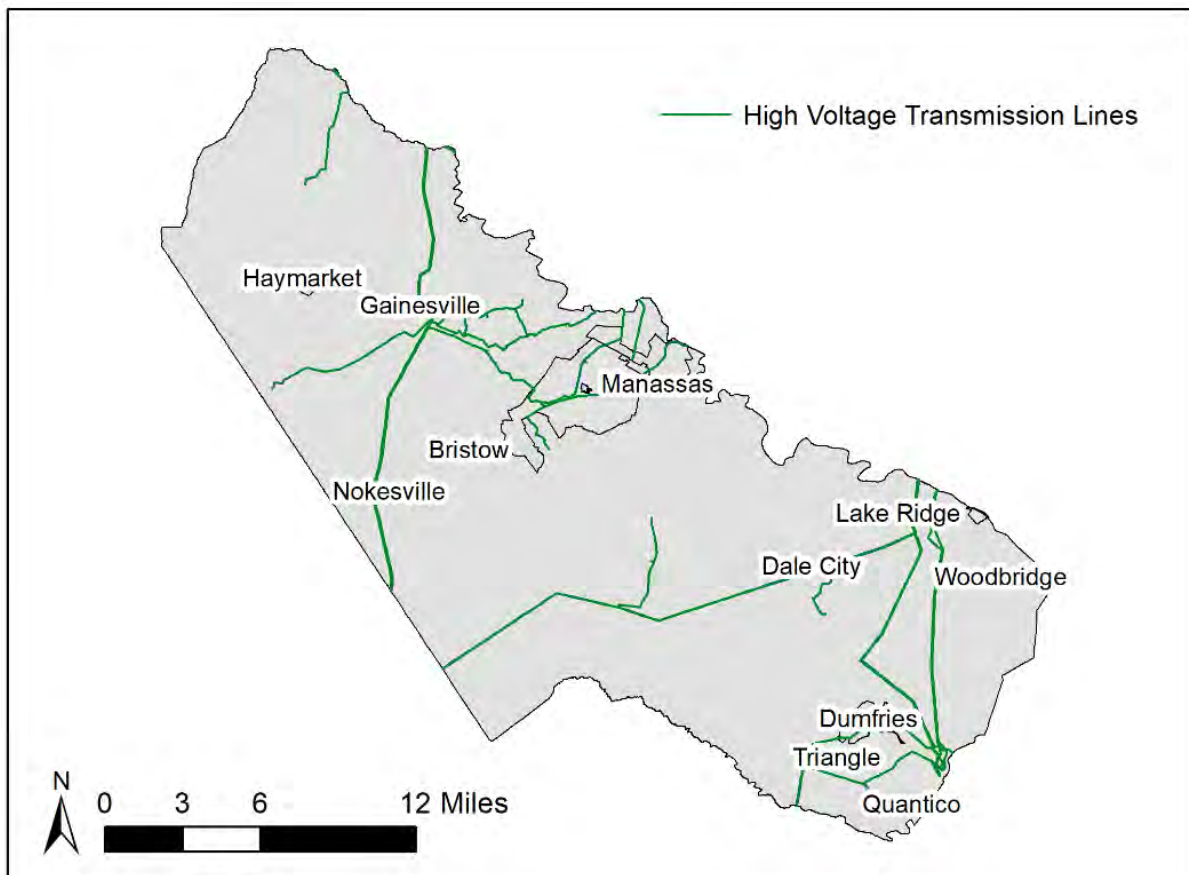 High Voltage Transmission Lines
Haymarket
Gainesville
Manassas
Bristow
Nokesville
Lake Ridge
Dale City
Woodbridge
Dumfries
Triangle
Quantico
N
0 3 6 12 Miles